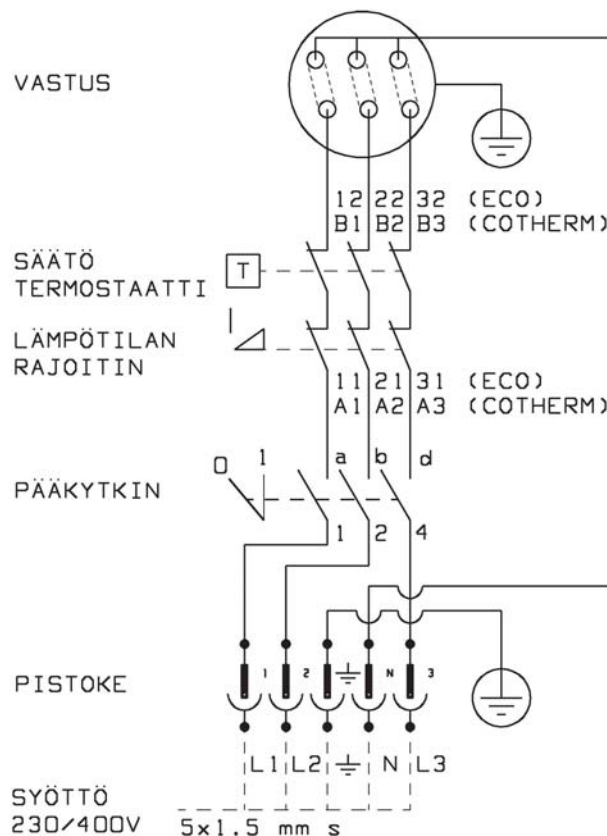 VASTUS
12 22 32 (ECO)
B1 B2 B3 (COTHERM)
SÄÄTÖ
TERMOSTAATTI
T
LÄMPÖTILAN
RAJOITIN
11 21 31 (ECO)
A1 A2 A3 (COTHERM)
0 1 a b d
PÄÄKYTKIN
1 2 4
PISTOKE
1 2 N 3
L1 L2 N L3
SYÖTTÖ
230/400V 5x1.5 mm s